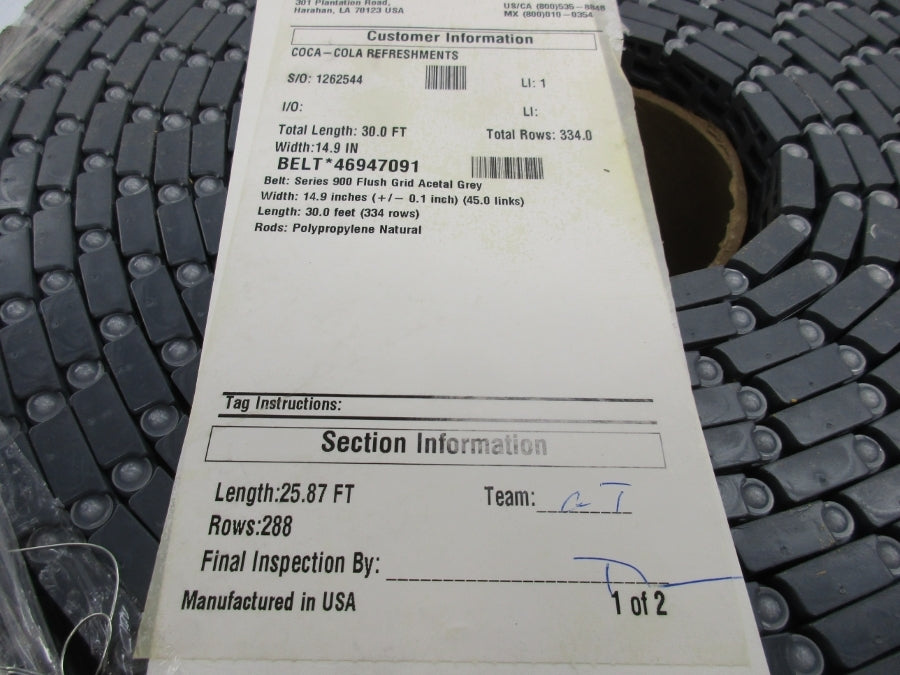 301 Plantation Road,
Harahan, LA 70123 USA
US/CA (800)535-8848
MX (800)010-0354
Customer Information
COCA-COLA REFRESHMENTS
S/O: 1262544
LI: 1
I/O:
LI:
Total Length: 30.0 FT
Total Rows: 334.0
Width:14.9 IN
BELT*46947091
Belt: Series 900 Flush Grid Acetal Grey
Width: 14.9 inches (+/- 0.1 inch) (45.0 links)
Length: 30.0 feet (334 rows)
Rods: Polypropylene Natural
Tag Instructions:
Section Information
Length:25.87 FT
Team:
Rows:288
Final Inspection By:
Manufactured in USA
1 of 2